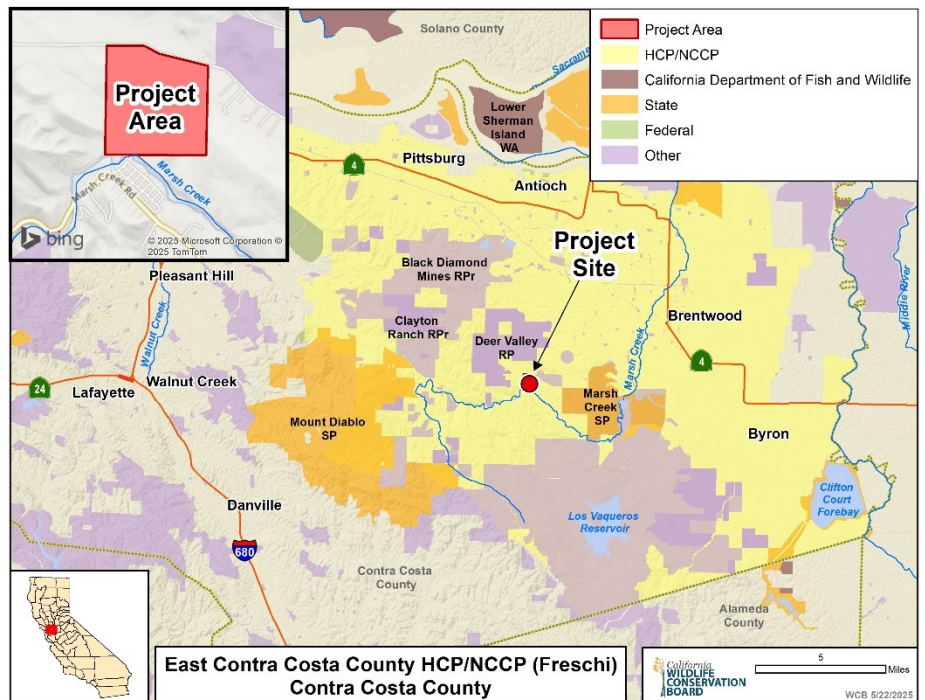 Project
Area
Marsh Creek
Marsh Creek Rd
bing
© 2025 Microsoft Corporation ©
2025 TomTom
Project Area
HCP/NCCP
California Department of Fish and Wildlife
State
Federal
Other
Solano County
Sacrams
Lower
Sherman
Island
WA
4
Pittsburg
Antioch
Project
Site
Black Diamond
Mines RPr
Pleasant Hill
Walnut Creek
Clayton
Ranch RPr
Deer Valley
RP
Marsh Creek
Brentwood
4
Middle River
24
Lafayette
Walnut Creek
Mount Diablo
SP
Marsh
Creek
SP
Byron
Clifton
Court
Forebay
Danville
Los Vaqueros
Reservoir
680
Contra Costa
County
Alameda
County
East Contra Costa County HCP/NCCP (Freschi)
Contra Costa County
California
WILDLIFE
CONSERVATION
BOARD
5
Miles
WCB 5/22/2025